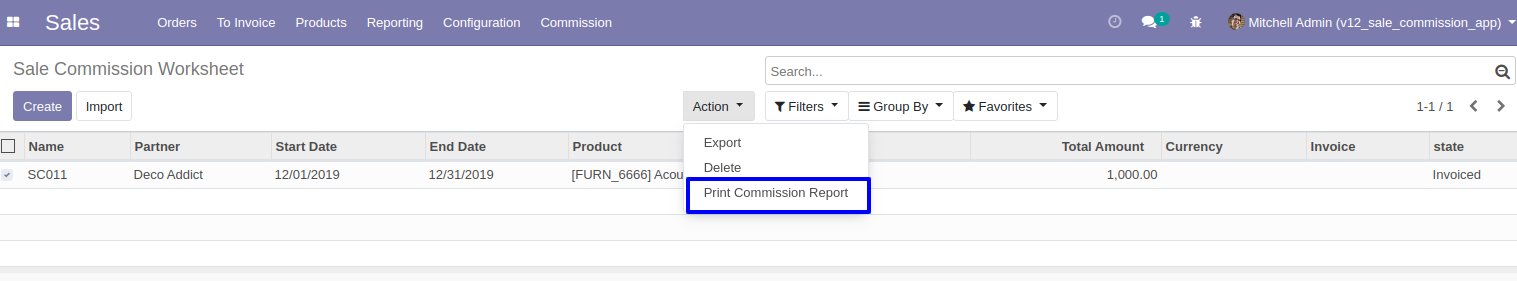 Sales Orders To Invoice Products Reporting Configuration Commission 1 Mitchell Admin (v12_sale_commission_app)
Sale Commission Worksheet Search...
Create Import Action Filters Group By Favorites 1-1 / 1
Export
Delete
Print Commission Report
Name Partner Start Date End Date Product Total Amount Currency Invoice state
SC011 Deco Addict 12/01/2019 12/31/2019 [FURN_6666] Acou 1,000.00 Invoiced